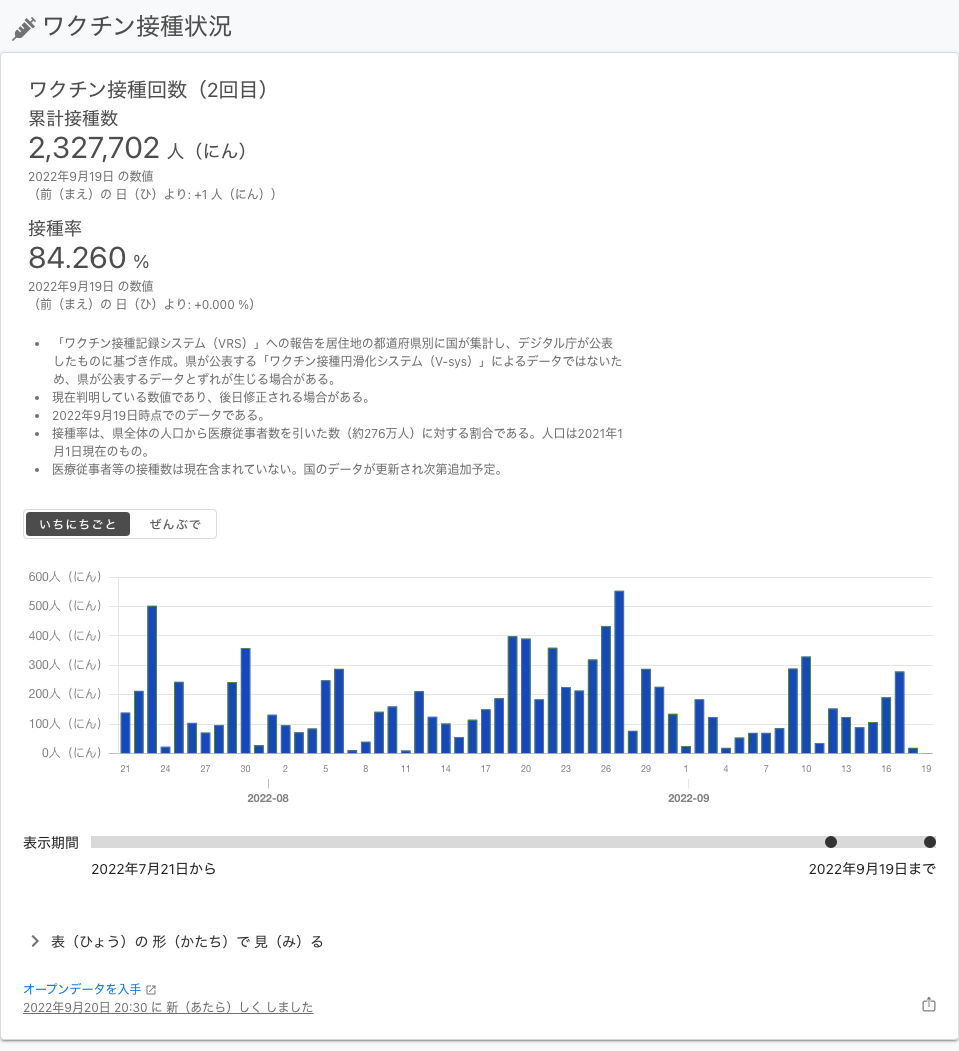 ワクチン接種状況
ワクチン接種回数（2回目）
累計接種数
2,327,702 人（にん）
2022年9月19日 の数値
（前（まえ）の 日（ひ）より: +1 人（にん））
接種率
84.260 %
2022年9月19日 の数値
（前（まえ）の 日（ひ）より: +0.000 %）
• 「ワクチン接種記録システム（VRS）」への報告を居住地の都道府県別に国が集計し、デジタル庁が公表
したものに基づき作成。県が公表する「ワクチン接種円滑化システム（V-sys）」によるデータではないた
め、県が公表するデータとずれが生じる場合がある。
• 現在判明している数値であり、後日修正される場合がある。
• 2022年9月19日時点でのデータである。
• 接種率は、県全体の人口から医療従事者数を引いた数（約276万人）に対する割合である。人口は2021年1
月1日現在のもの。
• 医療従事者等の接種数は現在含まれていない。国のデータが更新され次第追加予定。
いちにちごと ぜんぶで
600人（にん）
500人（にん）
400人（にん）
300人（にん）
200人（にん）
100人（にん）
0人（にん）
21 24 27 30 2 5 8 11 14 17 20 23 26 29 1 4 7 10 13 16 19
2022-08 2022-09
表示期間
2022年7月21日から 2022年9月19日まで
表（ひょう）の 形（かたち）で 見（み）る
オープンデータを入手
2022年9月20日 20:30 に 新（あたら）しく しました